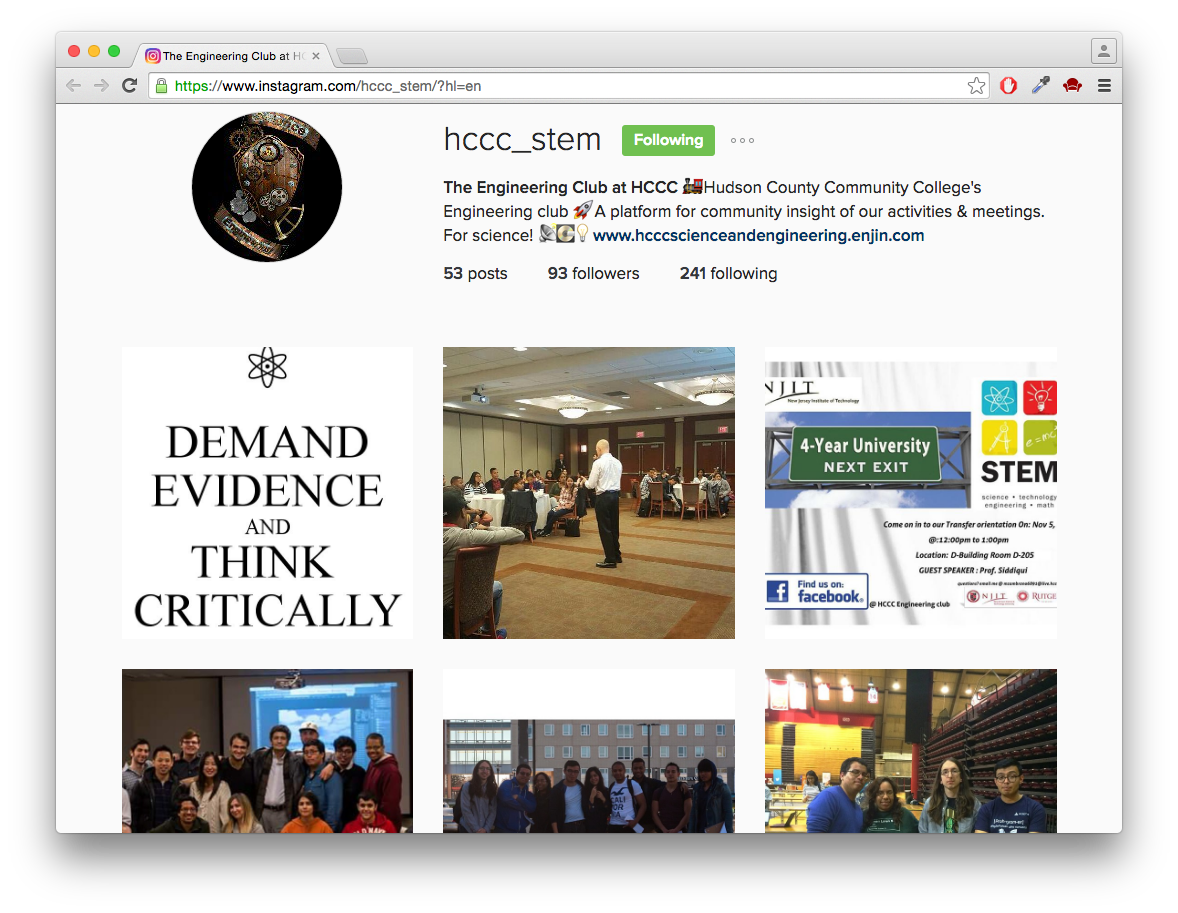 The Engineering Club at HC
https://www.instagram.com/hccc_stem/?hl=en
hccc_stem
Following
The Engineering Club at HCCC 🚂Hudson County Community College's
Engineering club 🚀A platform for community insight of our activities & meetings.
For science! 📡💽💡 www.hcccscienceandengineering.enjin.com
53 posts 93 followers 241 following
DEMAND
EVIDENCE
AND
THINK
CRITICALLY
NJIT
New Jersey Institute of Technology
4-Year University
NEXT EXIT
e=mc²
STEM
science • technology
engineering • math
Come on in to our Transfer orientation On: Nov 5,
@:12:00pm to 1:00pm
Location: D-Building Room D-205
GUEST SPEAKER : Prof. Siddiqui
Find us on:
facebook.
@ HCCC Engineering club
NJIT
RUTGE